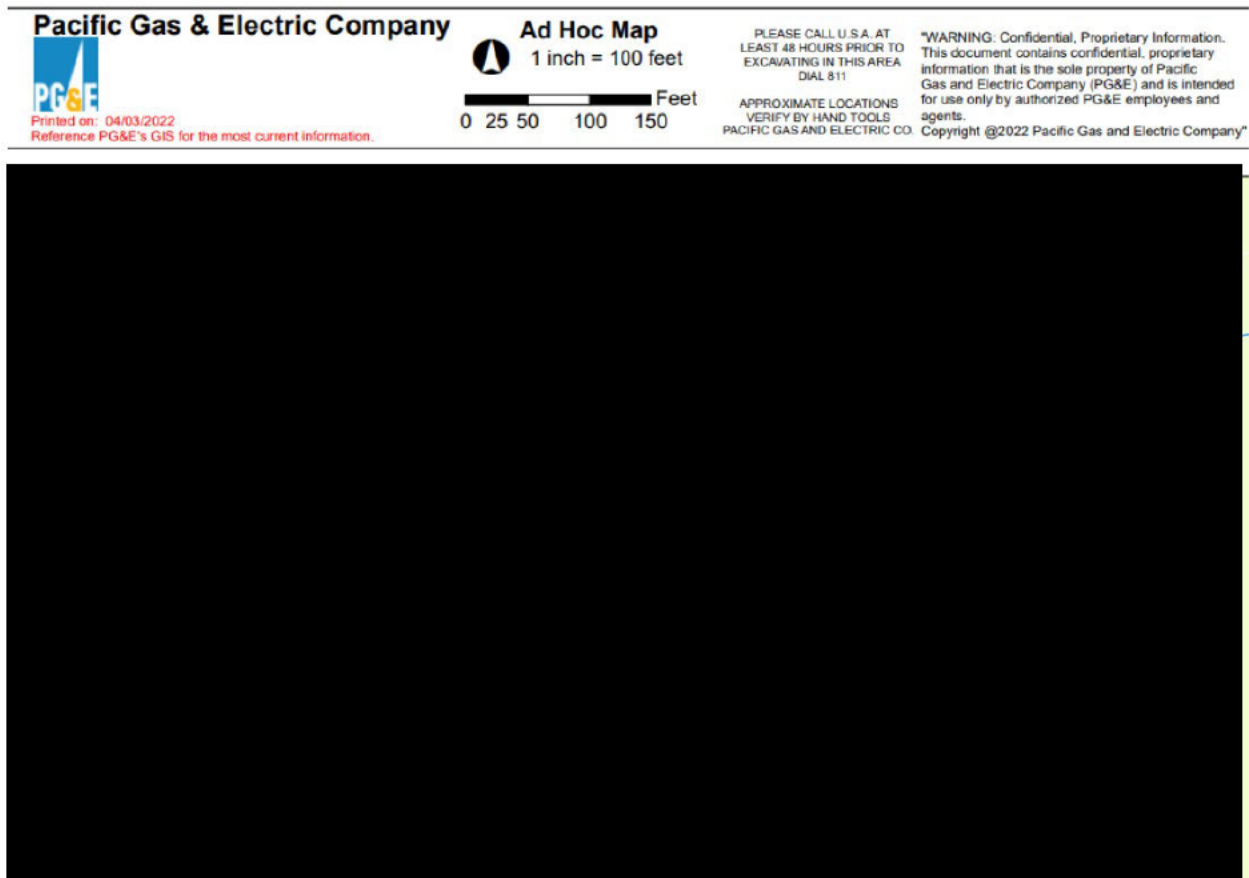 Pacific Gas & Electric Company
PG&E
Printed on: 04/03/2022
Reference PG&E's GIS for the most current information.
Ad Hoc Map
1 inch = 100 feet
Feet
0 25 50 100 150
PLEASE CALL U.S.A. AT
LEAST 48 HOURS PRIOR TO
EXCAVATING IN THIS AREA
DIAL 811
APPROXIMATE LOCATIONS
VERIFY BY HAND TOOLS
PACIFIC GAS AND ELECTRIC CO.
"WARNING: Confidential, Proprietary Information.
This document contains confidential, proprietary
information that is the sole property of Pacific
Gas and Electric Company (PG&E) and is intended
for use only by authorized PG&E employees and
agents.
Copyright @2022 Pacific Gas and Electric Company"